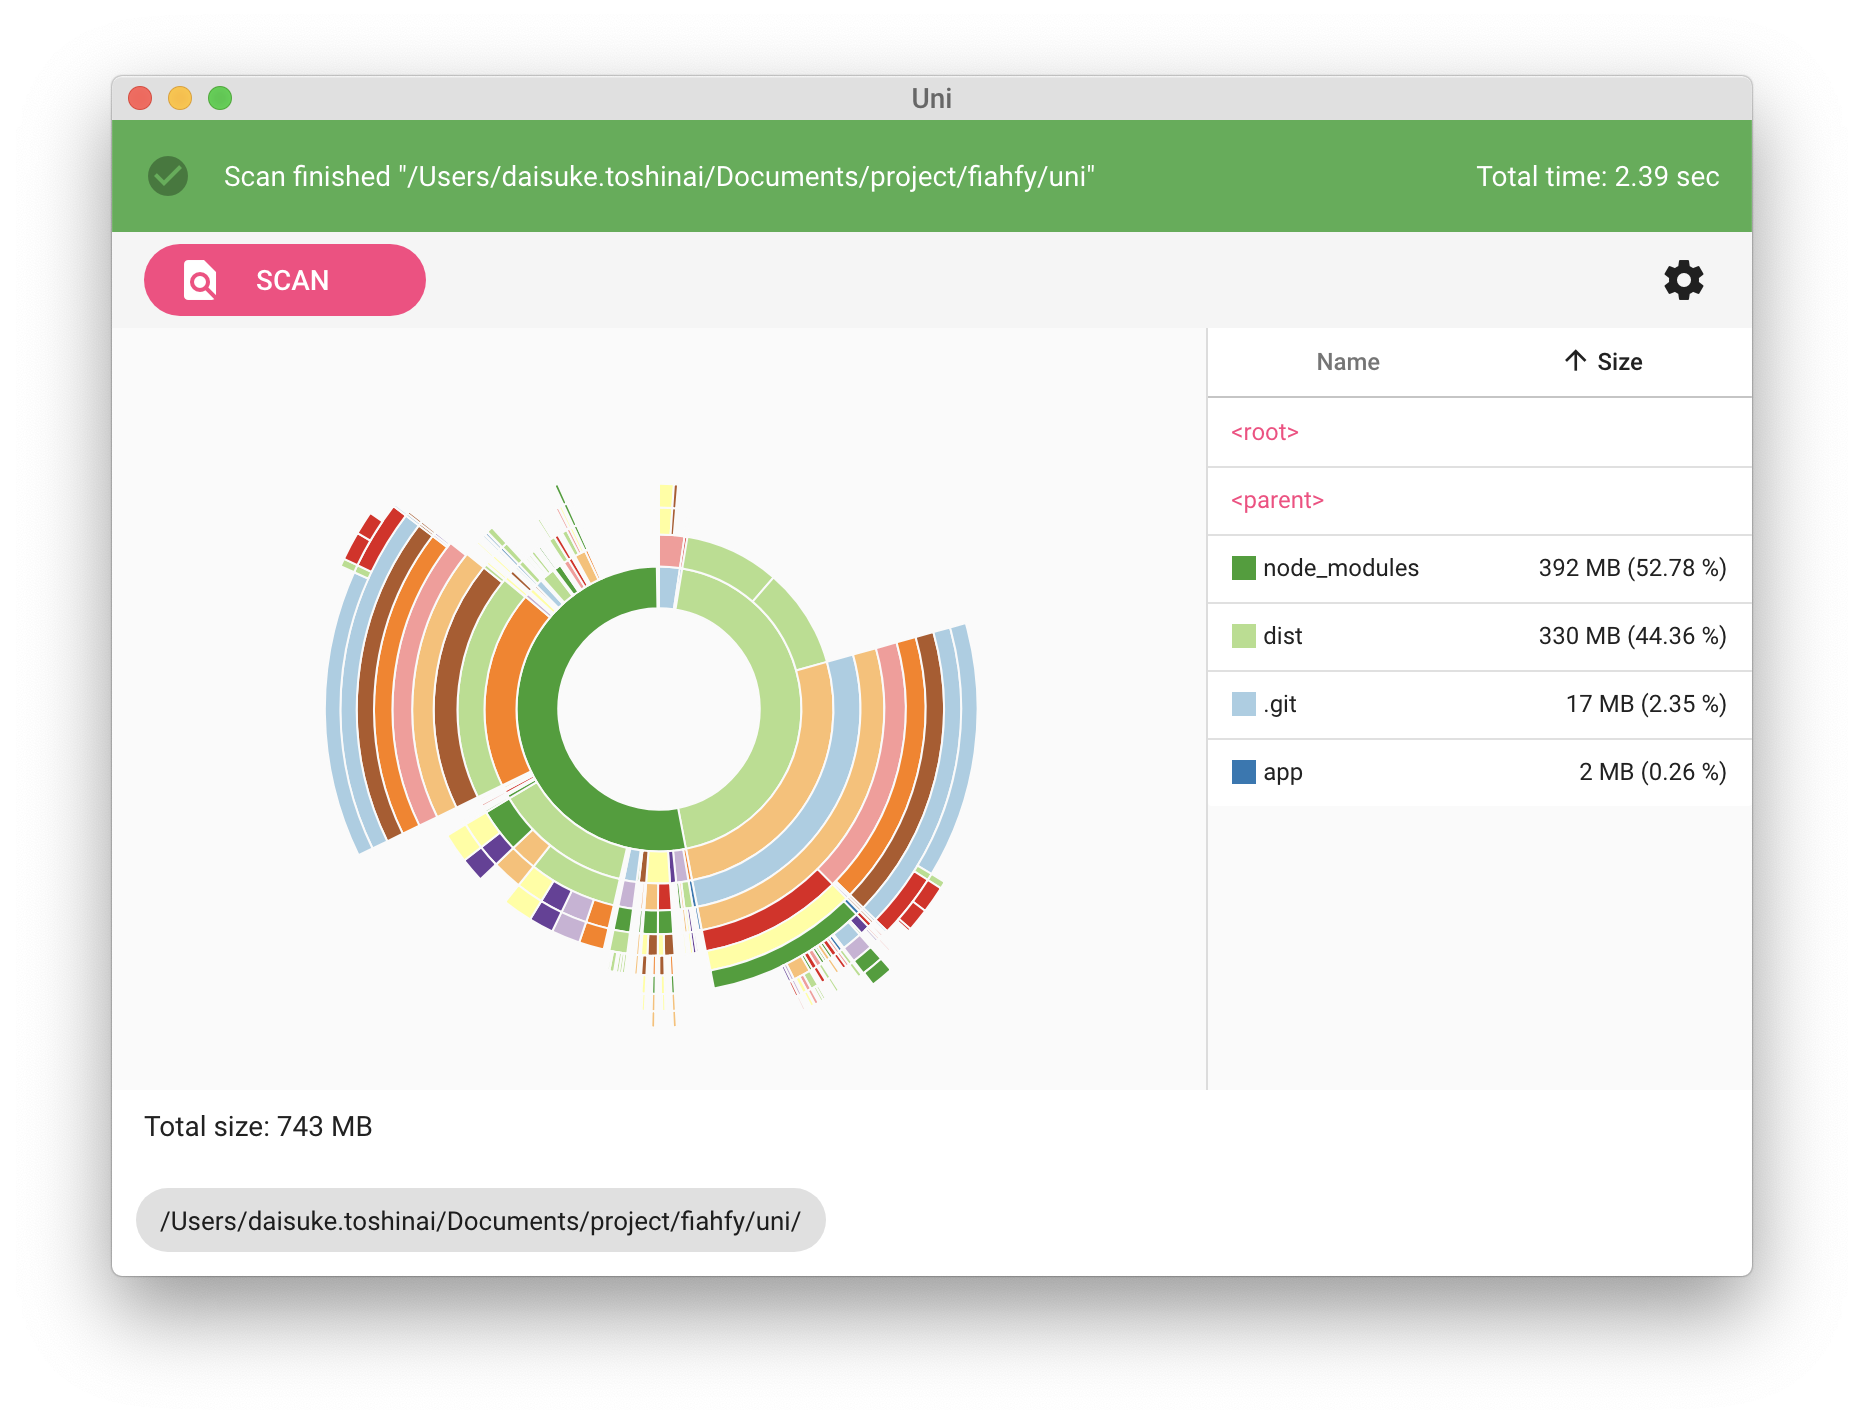 Uni
Scan finished "/Users/daisuke.toshinai/Documents/project/fiahfy/uni" Total time: 2.39 sec
SCAN
Name Size
<root>
<parent>
node_modules 392 MB (52.78 %)
dist 330 MB (44.36 %)
.git 17 MB (2.35 %)
app 2 MB (0.26 %)
Total size: 743 MB
/Users/daisuke.toshinai/Documents/project/fiahfy/uni/